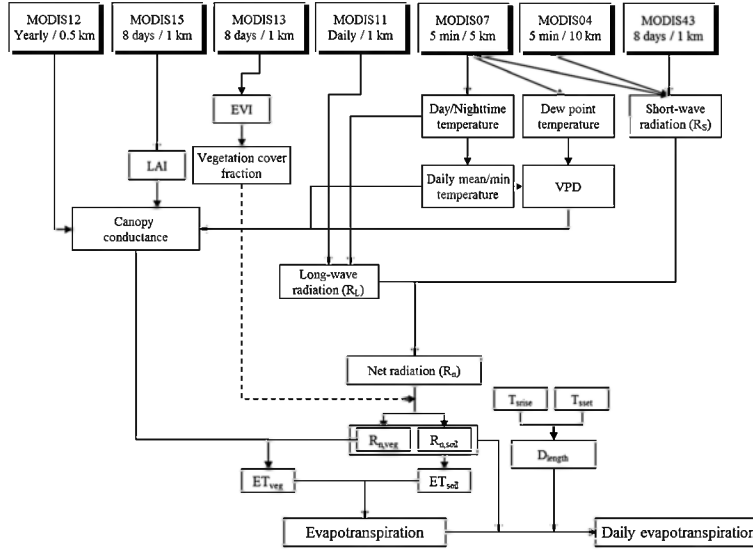 MODIS12
Yearly / 0.5 km
MODIS15
8 days / 1 km
MODIS13
8 days / 1 km
MODIS11
Daily / 1 km
MODIS07
5 min / 5 km
MODIS04
5 min / 10 km
MODIS43
8 days / 1 km
EVI
Day/Nighttime
temperature
Dew point
temperature
Short-wave
radiation (RS)
LAI
Vegetation cover
fraction
Daily mean/min
temperature
VPD
Canopy
conductance
Long-wave
radiation (RL)
Net radiation (Rn)
Tsrise
Tsset
Rn,veg
Rn,soil
Dlength
ETveg
ETsoil
Evapotranspiration
Daily evapotranspiration